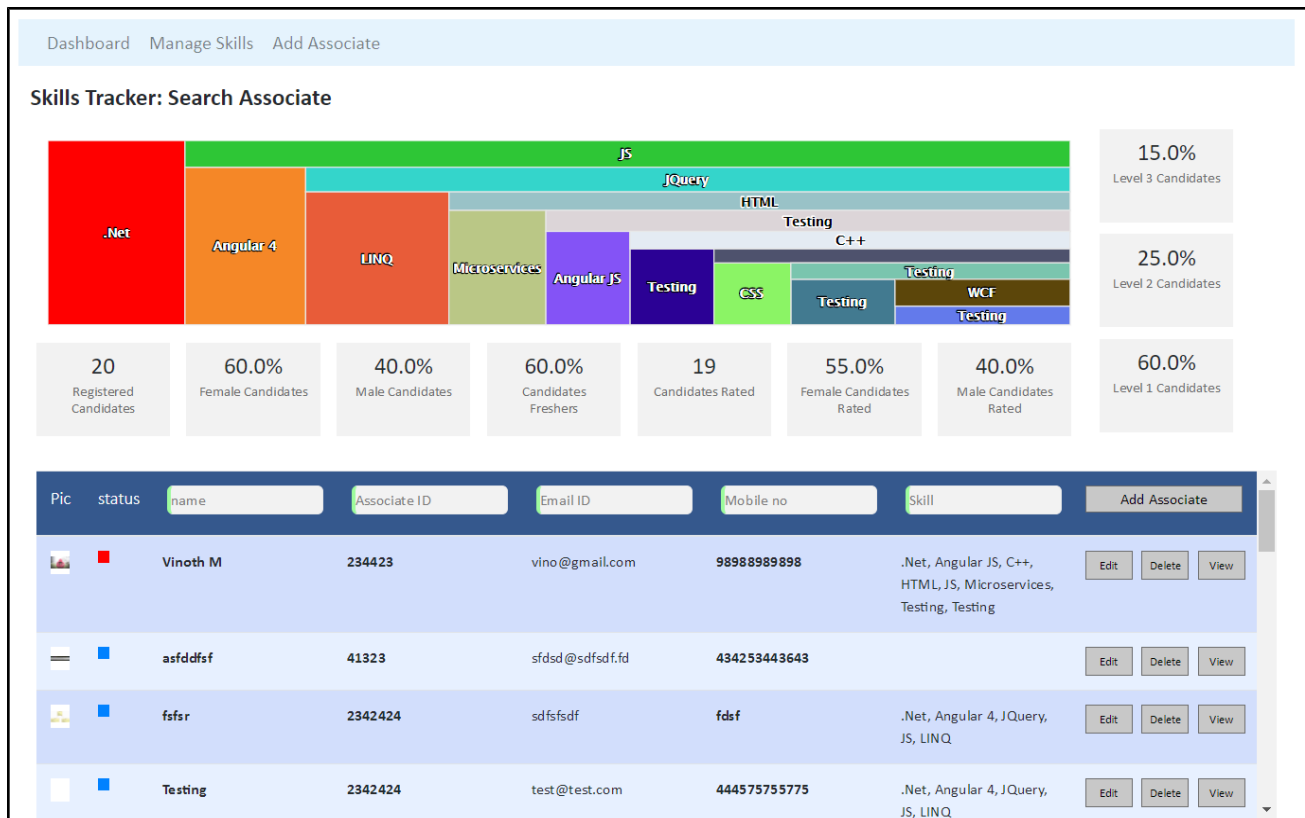 Dashboard Manage Skills Add Associate
Skills Tracker: Search Associate
JS
JQuery
HTML
Testing
C++
.Net
Angular 4
LINQ
Microservices
Angular JS
Testing
CSS
Testing
Testing
WCF
Testing
15.0%
Level 3 Candidates
25.0%
Level 2 Candidates
60.0%
Level 1 Candidates
20
Registered
Candidates
60.0%
Female Candidates
40.0%
Male Candidates
60.0%
Candidates
Freshers
19
Candidates Rated
55.0%
Female Candidates
Rated
40.0%
Male Candidates
Rated
Pic status name Associate ID Email ID Mobile no Skill Add Associate
Vinoth M 234423 vino@gmail.com 98988989898 .Net, Angular JS, C++, Edit Delete View
HTML, JS, Microservices,
Testing, Testing
asfddfsf 41323 sfdsd@sdfsdf.fd 434253443643 Edit Delete View
fsfsr 2342424 sdfsfsdf fdsf .Net, Angular 4, JQuery, Edit Delete View
JS, LINQ
Testing 2342424 test@test.com 444575755775 .Net, Angular 4, JQuery, Edit Delete View
JS, LINQ